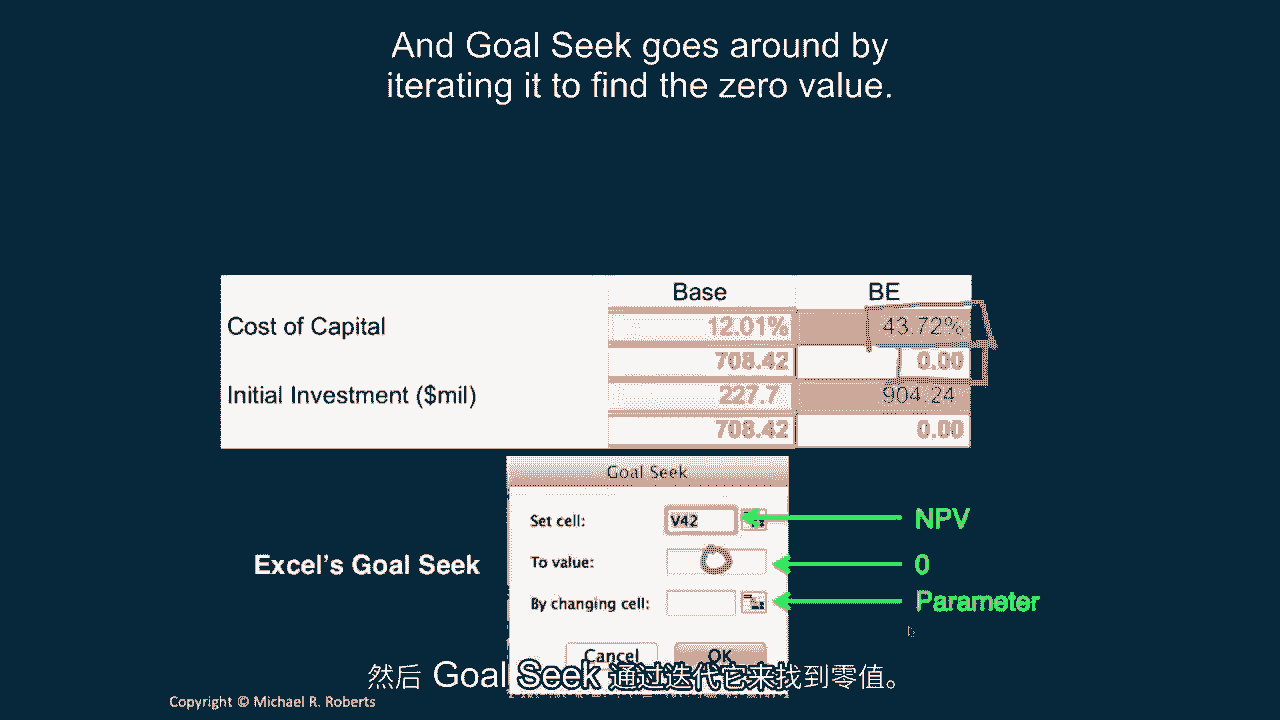 And Goal Seek goes around by
iterating it to find the zero value.
Base BE
Cost of Capital 12.01% 43.72%
708.42 0.00
Initial Investment ($mil) 227.7 904.24
708.42 0.00
Goal Seek
Set cell: V42 NPV
Excel's Goal Seek To value: 0
By changing cell: Parameter
Cancel OK
然后 Goal Seek 通过迭代它来找到零值。
Copyright © Michael R. Roberts